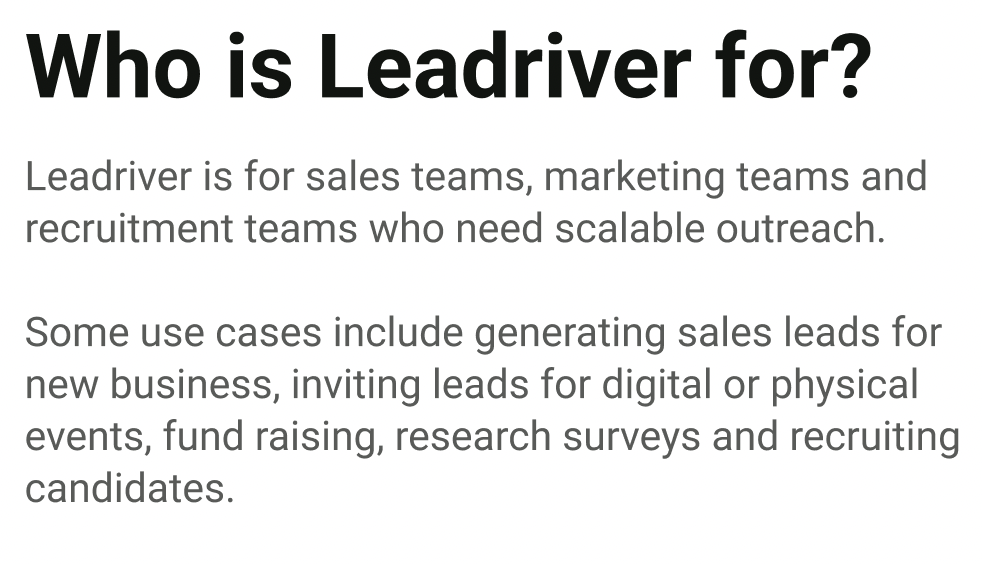 Who is Leadriver for?
Leadriver is for sales teams, marketing teams and
recruitment teams who need scalable outreach.
Some use cases include generating sales leads for
new business, inviting leads for digital or physical
events, fund raising, research surveys and recruiting
candidates.